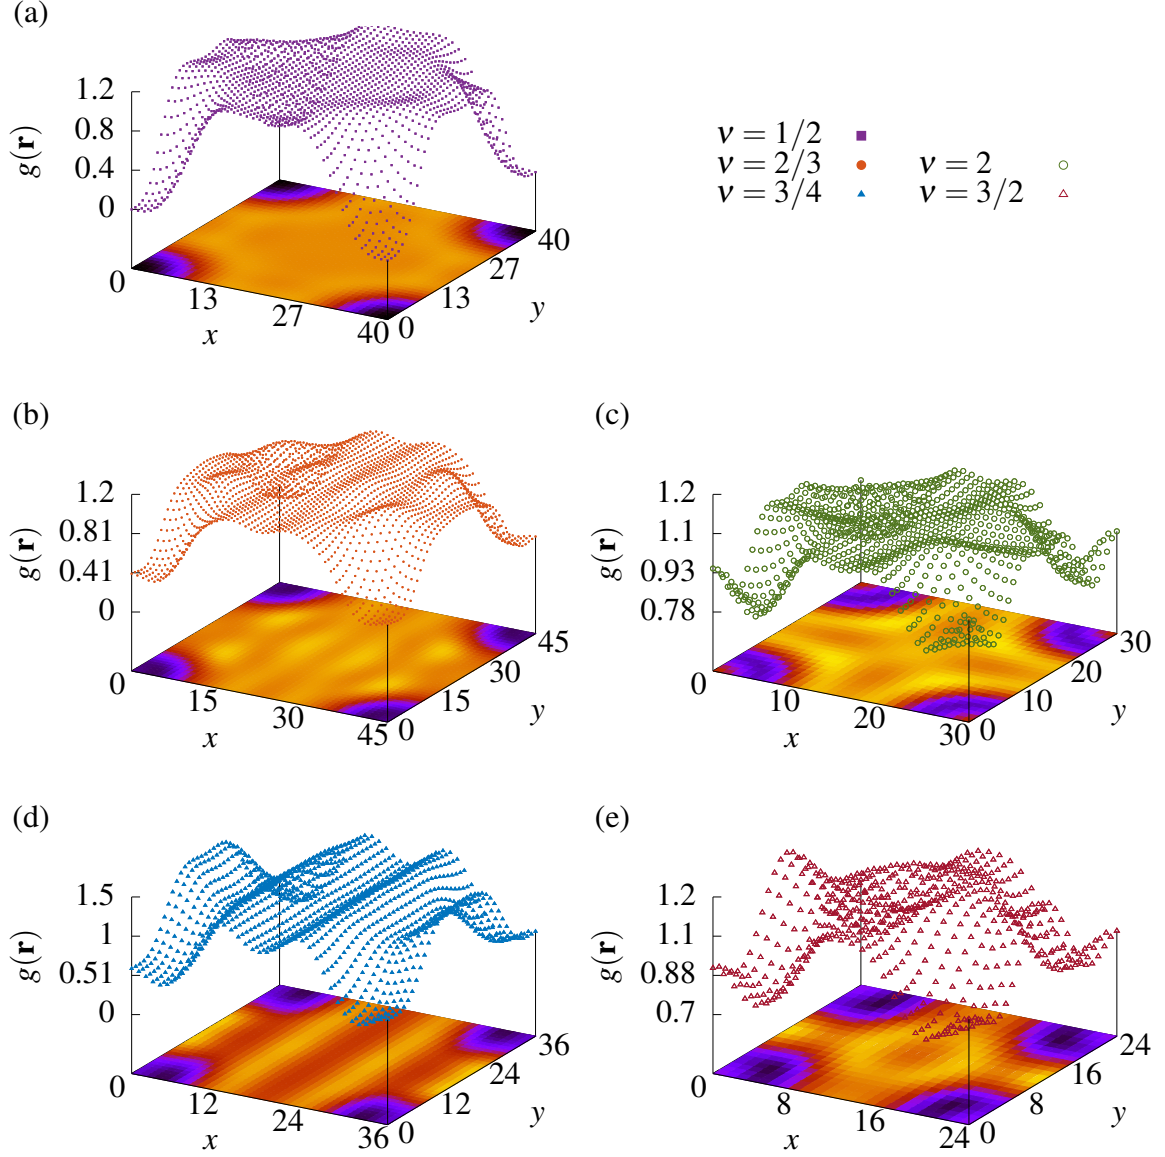 (a)
1.2
0.8
0.4
0
g(r)
0
13
27
40
x
0
13
27
40
y
ν = 1/2
ν = 2/3
ν = 3/4
ν = 2
ν = 3/2
(b)
1.2
0.81
0.41
0
g(r)
0
15
30
45
x
0
15
30
45
y
(c)
1.2
1.1
0.93
0.78
g(r)
0
10
20
30
x
0
10
20
30
y
(d)
1.5
1
0.51
0
g(r)
0
12
24
36
x
0
12
24
36
y
(e)
1.2
1.1
0.88
0.7
g(r)
0
8
16
24
x
0
8
16
24
y